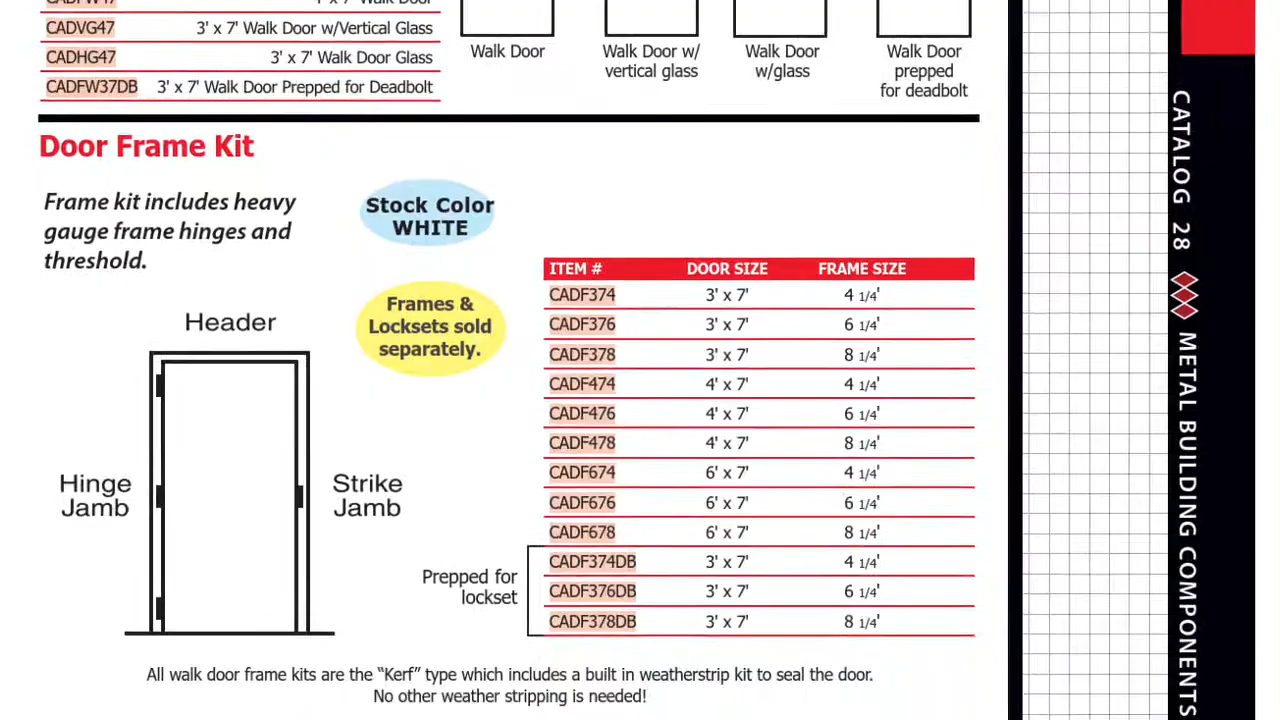 CADVG47 3' x 7' Walk Door w/Vertical Glass
CADHG47 3' x 7' Walk Door Glass
CADFW37DB 3' x 7' Walk Door Prepped for Deadbolt
Walk Door
Walk Door w/
vertical glass
Walk Door
w/glass
Walk Door
prepped
for deadbolt
Door Frame Kit
Frame kit includes heavy
gauge frame hinges and
threshold.
Stock Color
WHITE
Frames &
Locksets sold
separately.
Header
Hinge
Jamb
Strike
Jamb
ITEM # DOOR SIZE FRAME SIZE
CADF374 3' x 7' 4 1/4'
CADF376 3' x 7' 6 1/4'
CADF378 3' x 7' 8 1/4'
CADF474 4' x 7' 4 1/4'
CADF476 4' x 7' 6 1/4'
CADF478 4' x 7' 8 1/4'
CADF674 6' x 7' 4 1/4'
CADF676 6' x 7' 6 1/4'
CADF678 6' x 7' 8 1/4'
CADF374DB 3' x 7' 4 1/4'
CADF376DB 3' x 7' 6 1/4'
CADF378DB 3' x 7' 8 1/4'
Prepped for
lockset
All walk door frame kits are the “Kerf” type which includes a built in weatherstrip kit to seal the door.
No other weather stripping is needed!
CATALOG 28 METAL BUILDING COMPONENTS